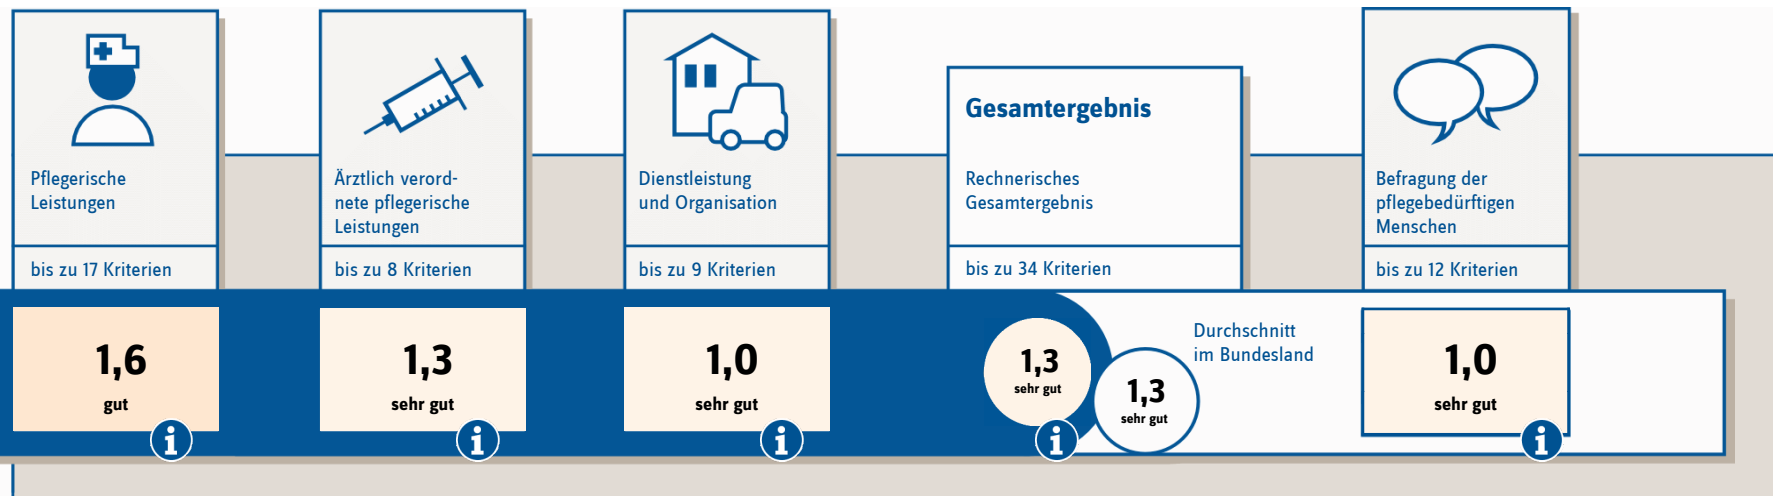 Pflegerische
Leistungen
bis zu 17 Kriterien
1,6
gut
i
Ärztlich verord-
nete pflegerische
Leistungen
bis zu 8 Kriterien
1,3
sehr gut
i
Dienstleistung
und Organisation
bis zu 9 Kriterien
1,0
sehr gut
i
Gesamtergebnis
Rechnerisches
Gesamtergebnis
bis zu 34 Kriterien
1,3
sehr gut
i
Durchschnitt
im Bundesland
1,3
sehr gut
Befragung der
pflegebedürftigen
Menschen
bis zu 12 Kriterien
1,0
sehr gut
i